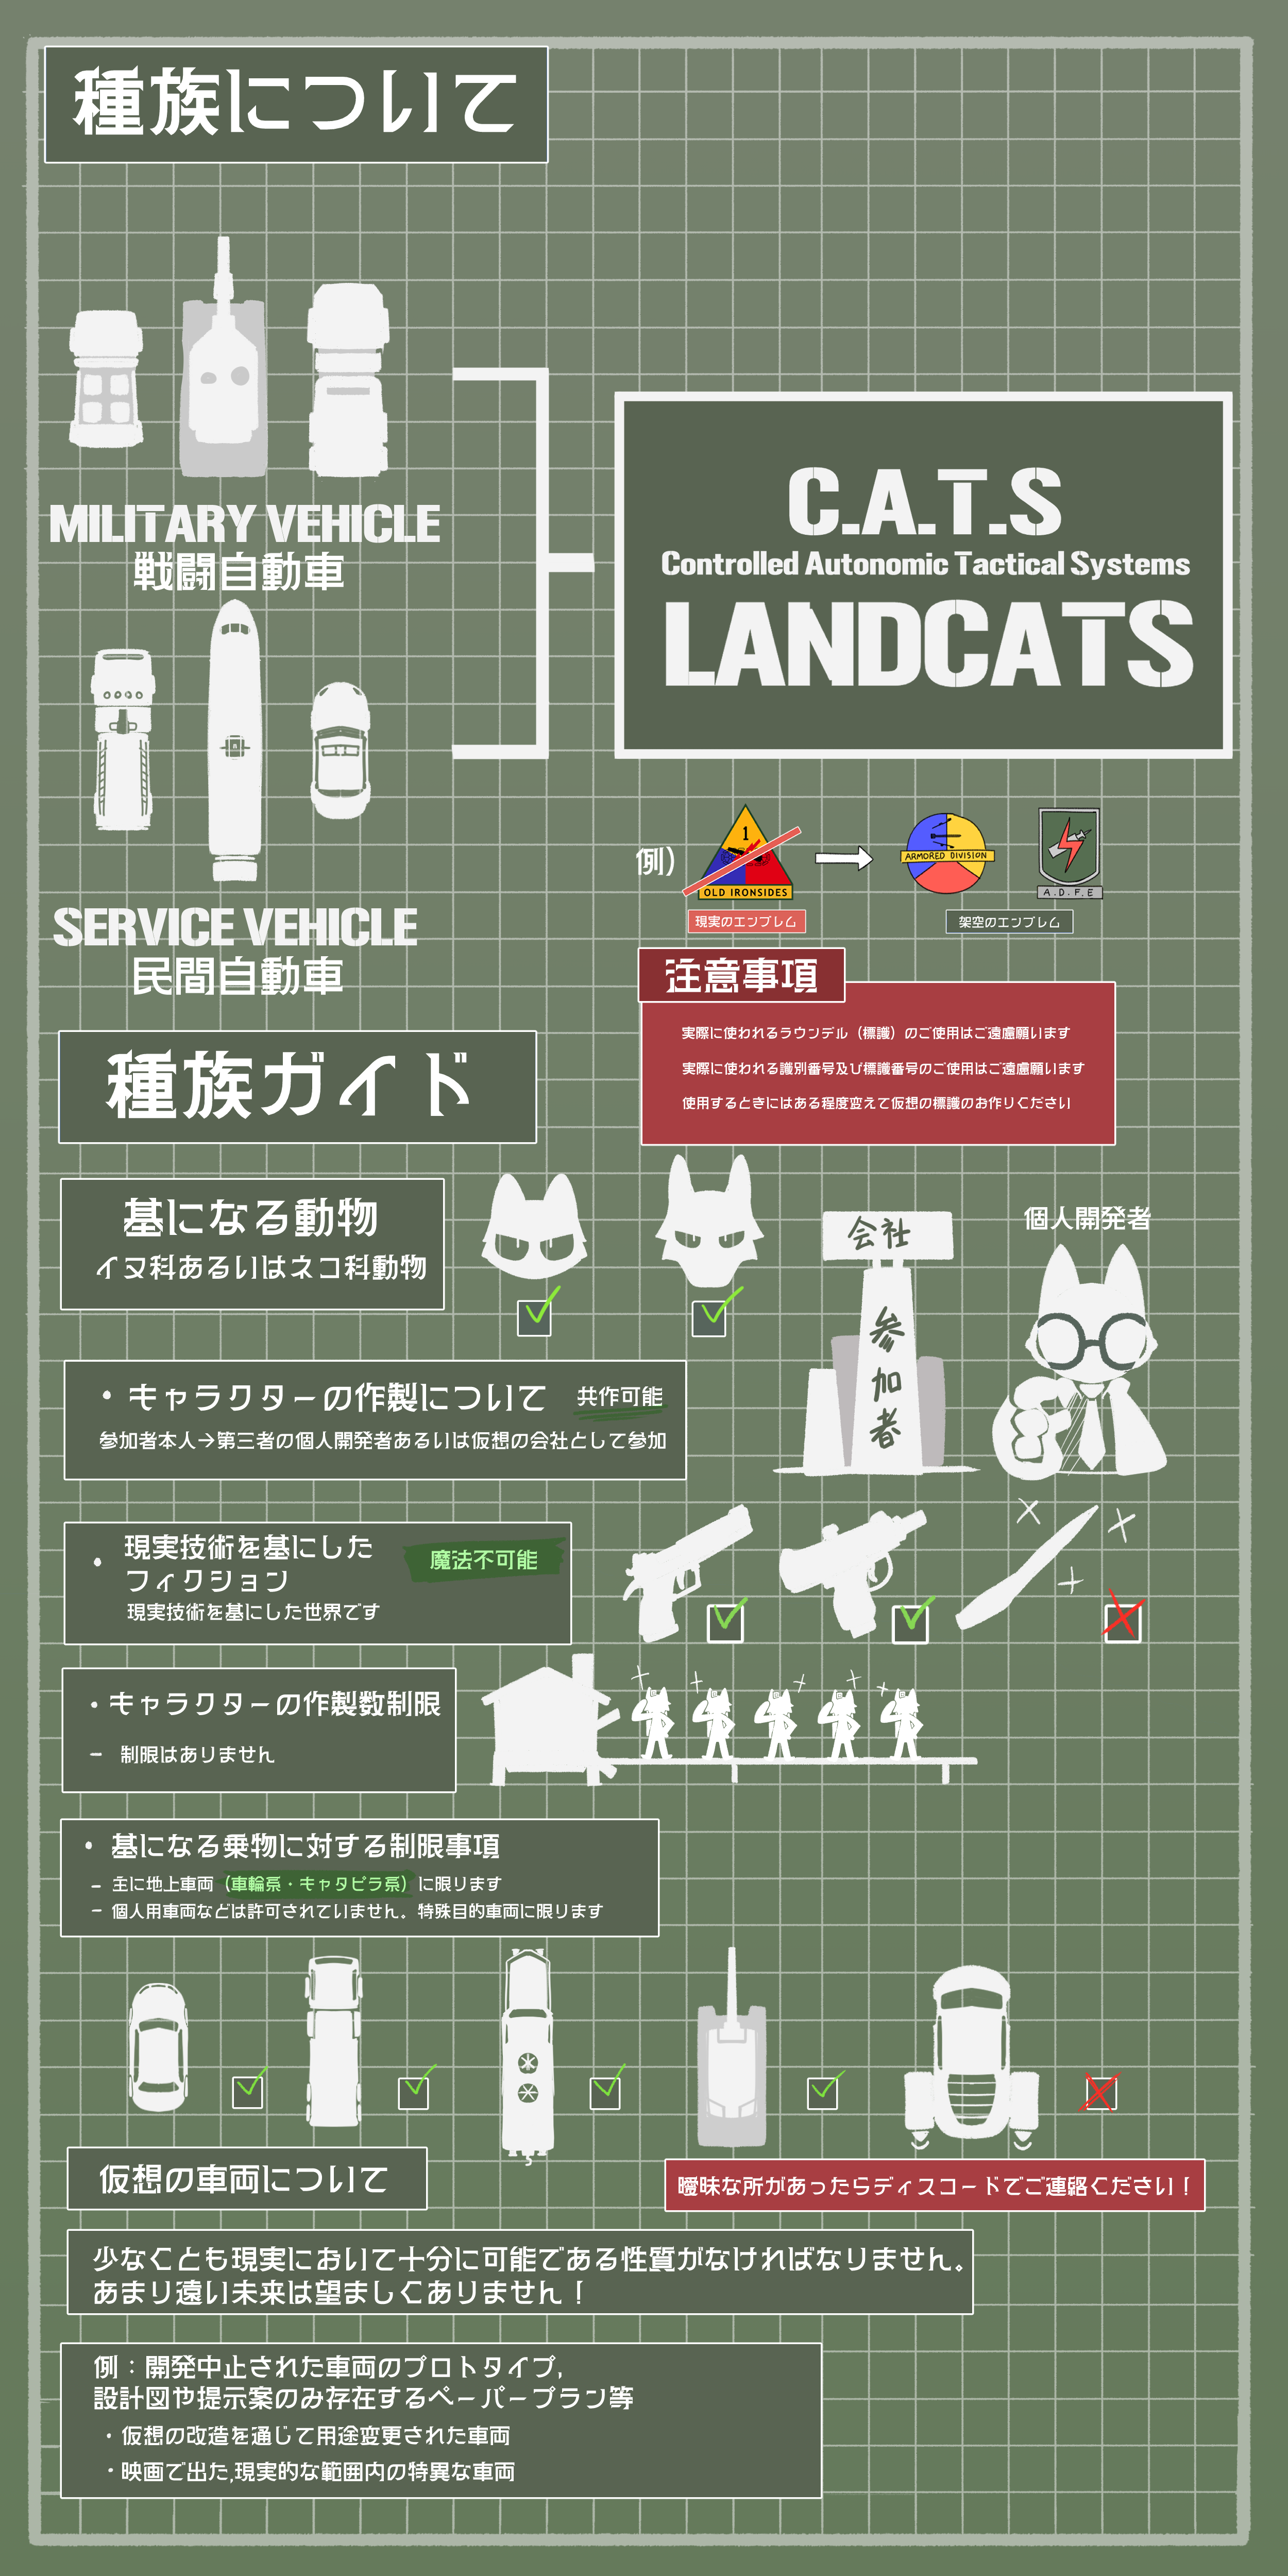 種族について
MILITARY VEHICLE
戦闘自動車
SERVICE VEHICLE
民間自動車
C.A.T.S
Controlled Autonomic Tactical Systems
LANDCATS
例)
1
OLD IRONSIDES
現実のエンブレム
ARMORED DIVISION
A.D.F.E
架空のエンブレム
注意事項
実際に使われるラウンデル（標識）のご使用はご遠慮願います
実際に使われる識別番号及び標識番号のご使用はご遠慮願います
使用するときにはある程度変えて仮想の標識のお作りください
種族ガイド
基になる動物
イヌ科あるいはネコ科動物
会社
参加者
個人開発者
・キャラクターの作製について 共作可能
参加者本人→第三者の個人開発者あるいは仮想の会社として参加
・現実技術を基にした
フィクション
魔法不可能
現実技術を基にした世界です
・キャラクターの作製数制限
- 制限はありません
・基になる乗物に対する制限事項
- 主に地上車両（車輪系・キャタピラ系）に限ります
- 個人用車両などは許可されていません。特殊目的車両に限ります
仮想の車両について
曖昧な所があったらディスコードでご連絡ください！
少なくとも現実において十分に可能である性質がなければなりません。
あまり遠い未来は望ましくありません！
例：開発中止された車両のプロトタイプ,
設計図や提示案のみ存在するペーパープラン等
・仮想の改造を通じて用途変更された車両
・映画で出た,現実的な範囲内の特異な車両